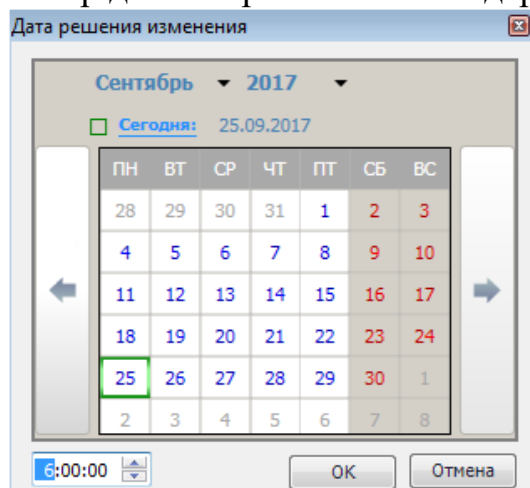 Дата решения изменения
Сентябрь 2017
Сегодня: 25.09.2017
ПН ВТ СР ЧТ ПТ СБ ВС
28 29 30 31 1 2 3
4 5 6 7 8 9 10
11 12 13 14 15 16 17
18 19 20 21 22 23 24
25 26 27 28 29 30 1
2 3 4 5 6 7 8
6:00:00 OK Отмена